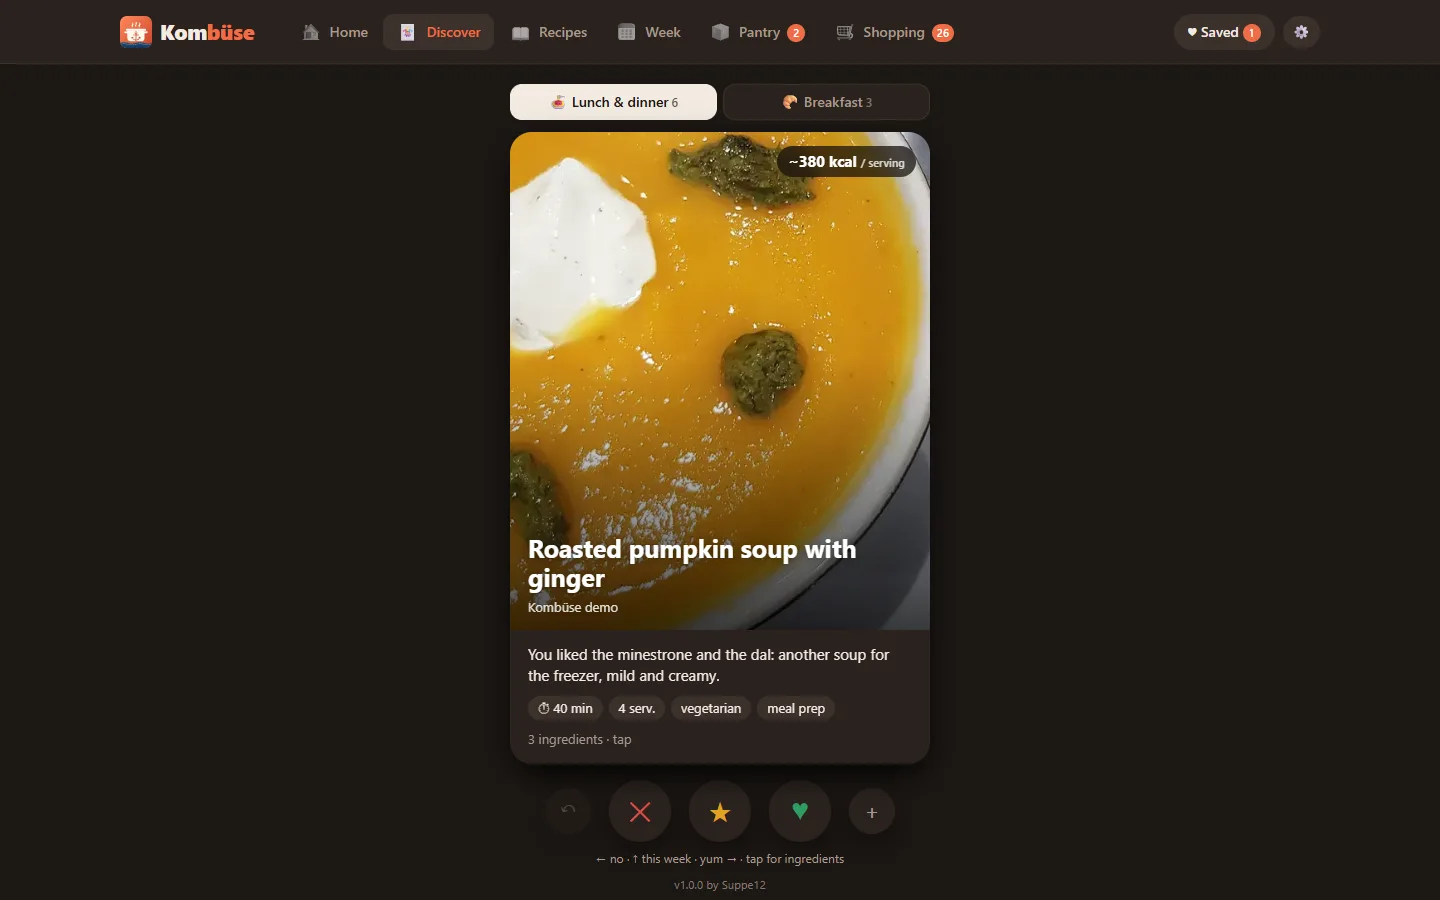 Kombüse
Home
Discover
Recipes
Week
Pantry 2
Shopping 26
♥ Saved 1
Lunch & dinner 6
Breakfast 3
~380 kcal / serving
Roasted pumpkin soup with
ginger
Kombüse demo
You liked the minestrone and the dal: another soup for
the freezer, mild and creamy.
40 min
4 serv.
vegetarian
meal prep
3 ingredients · tap
← no · ↑ this week · yum → · tap for ingredients
v1.0.0 by Suppe12